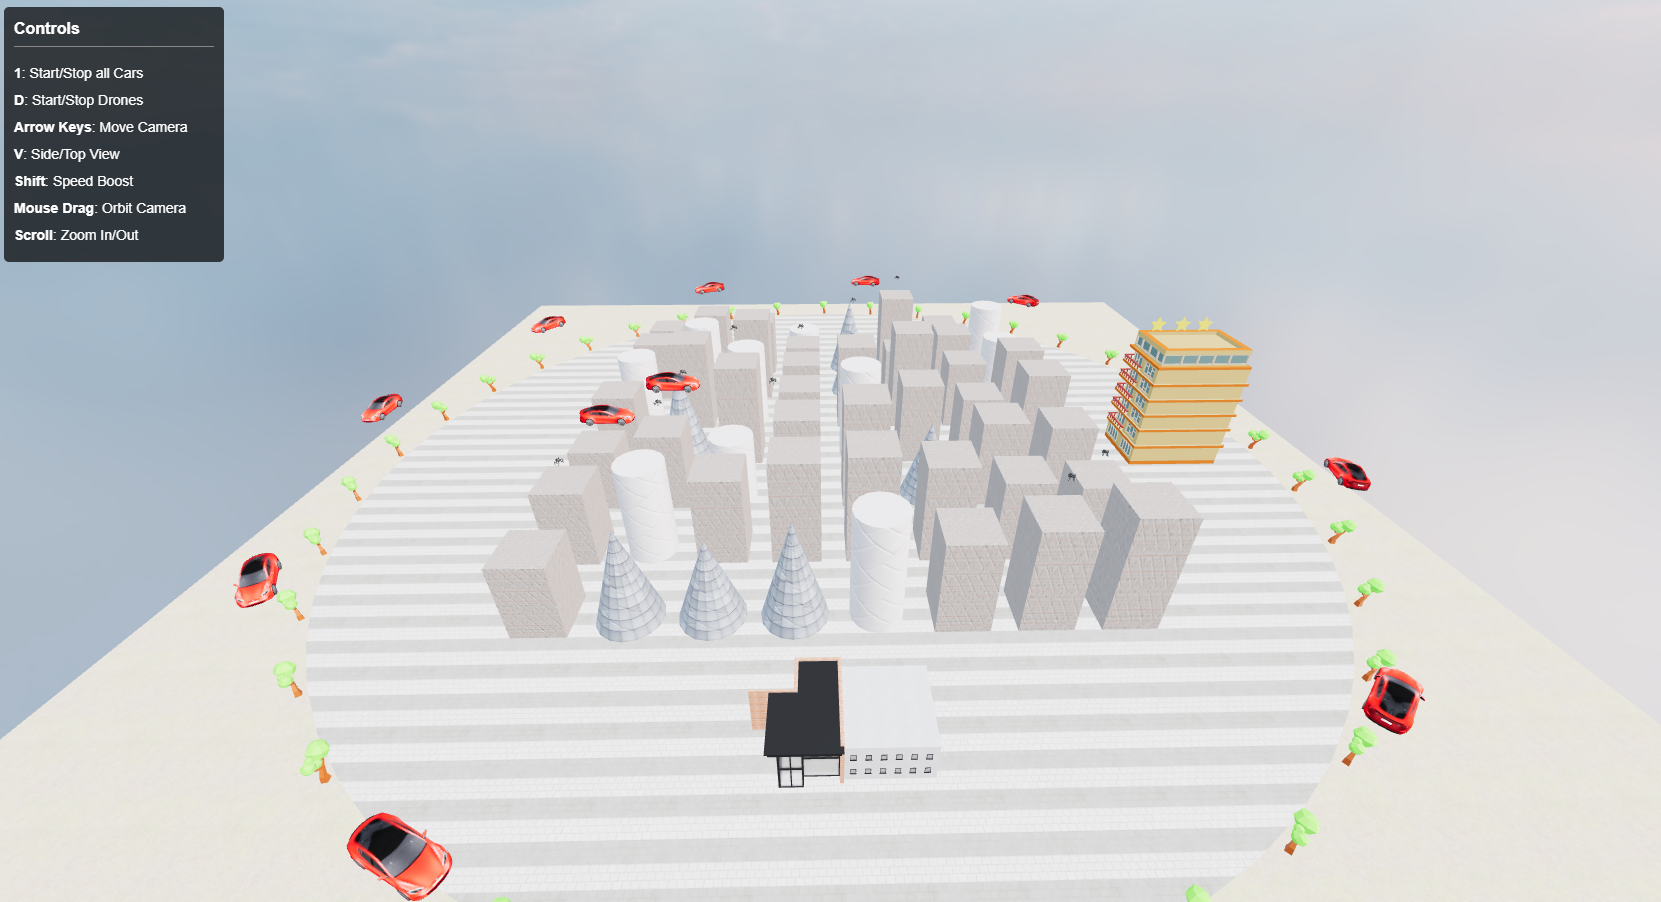 Controls
1: Start/Stop all Cars
D: Start/Stop Drones
Arrow Keys: Move Camera
V: Side/Top View
Shift: Speed Boost
Mouse Drag: Orbit Camera
Scroll: Zoom In/Out